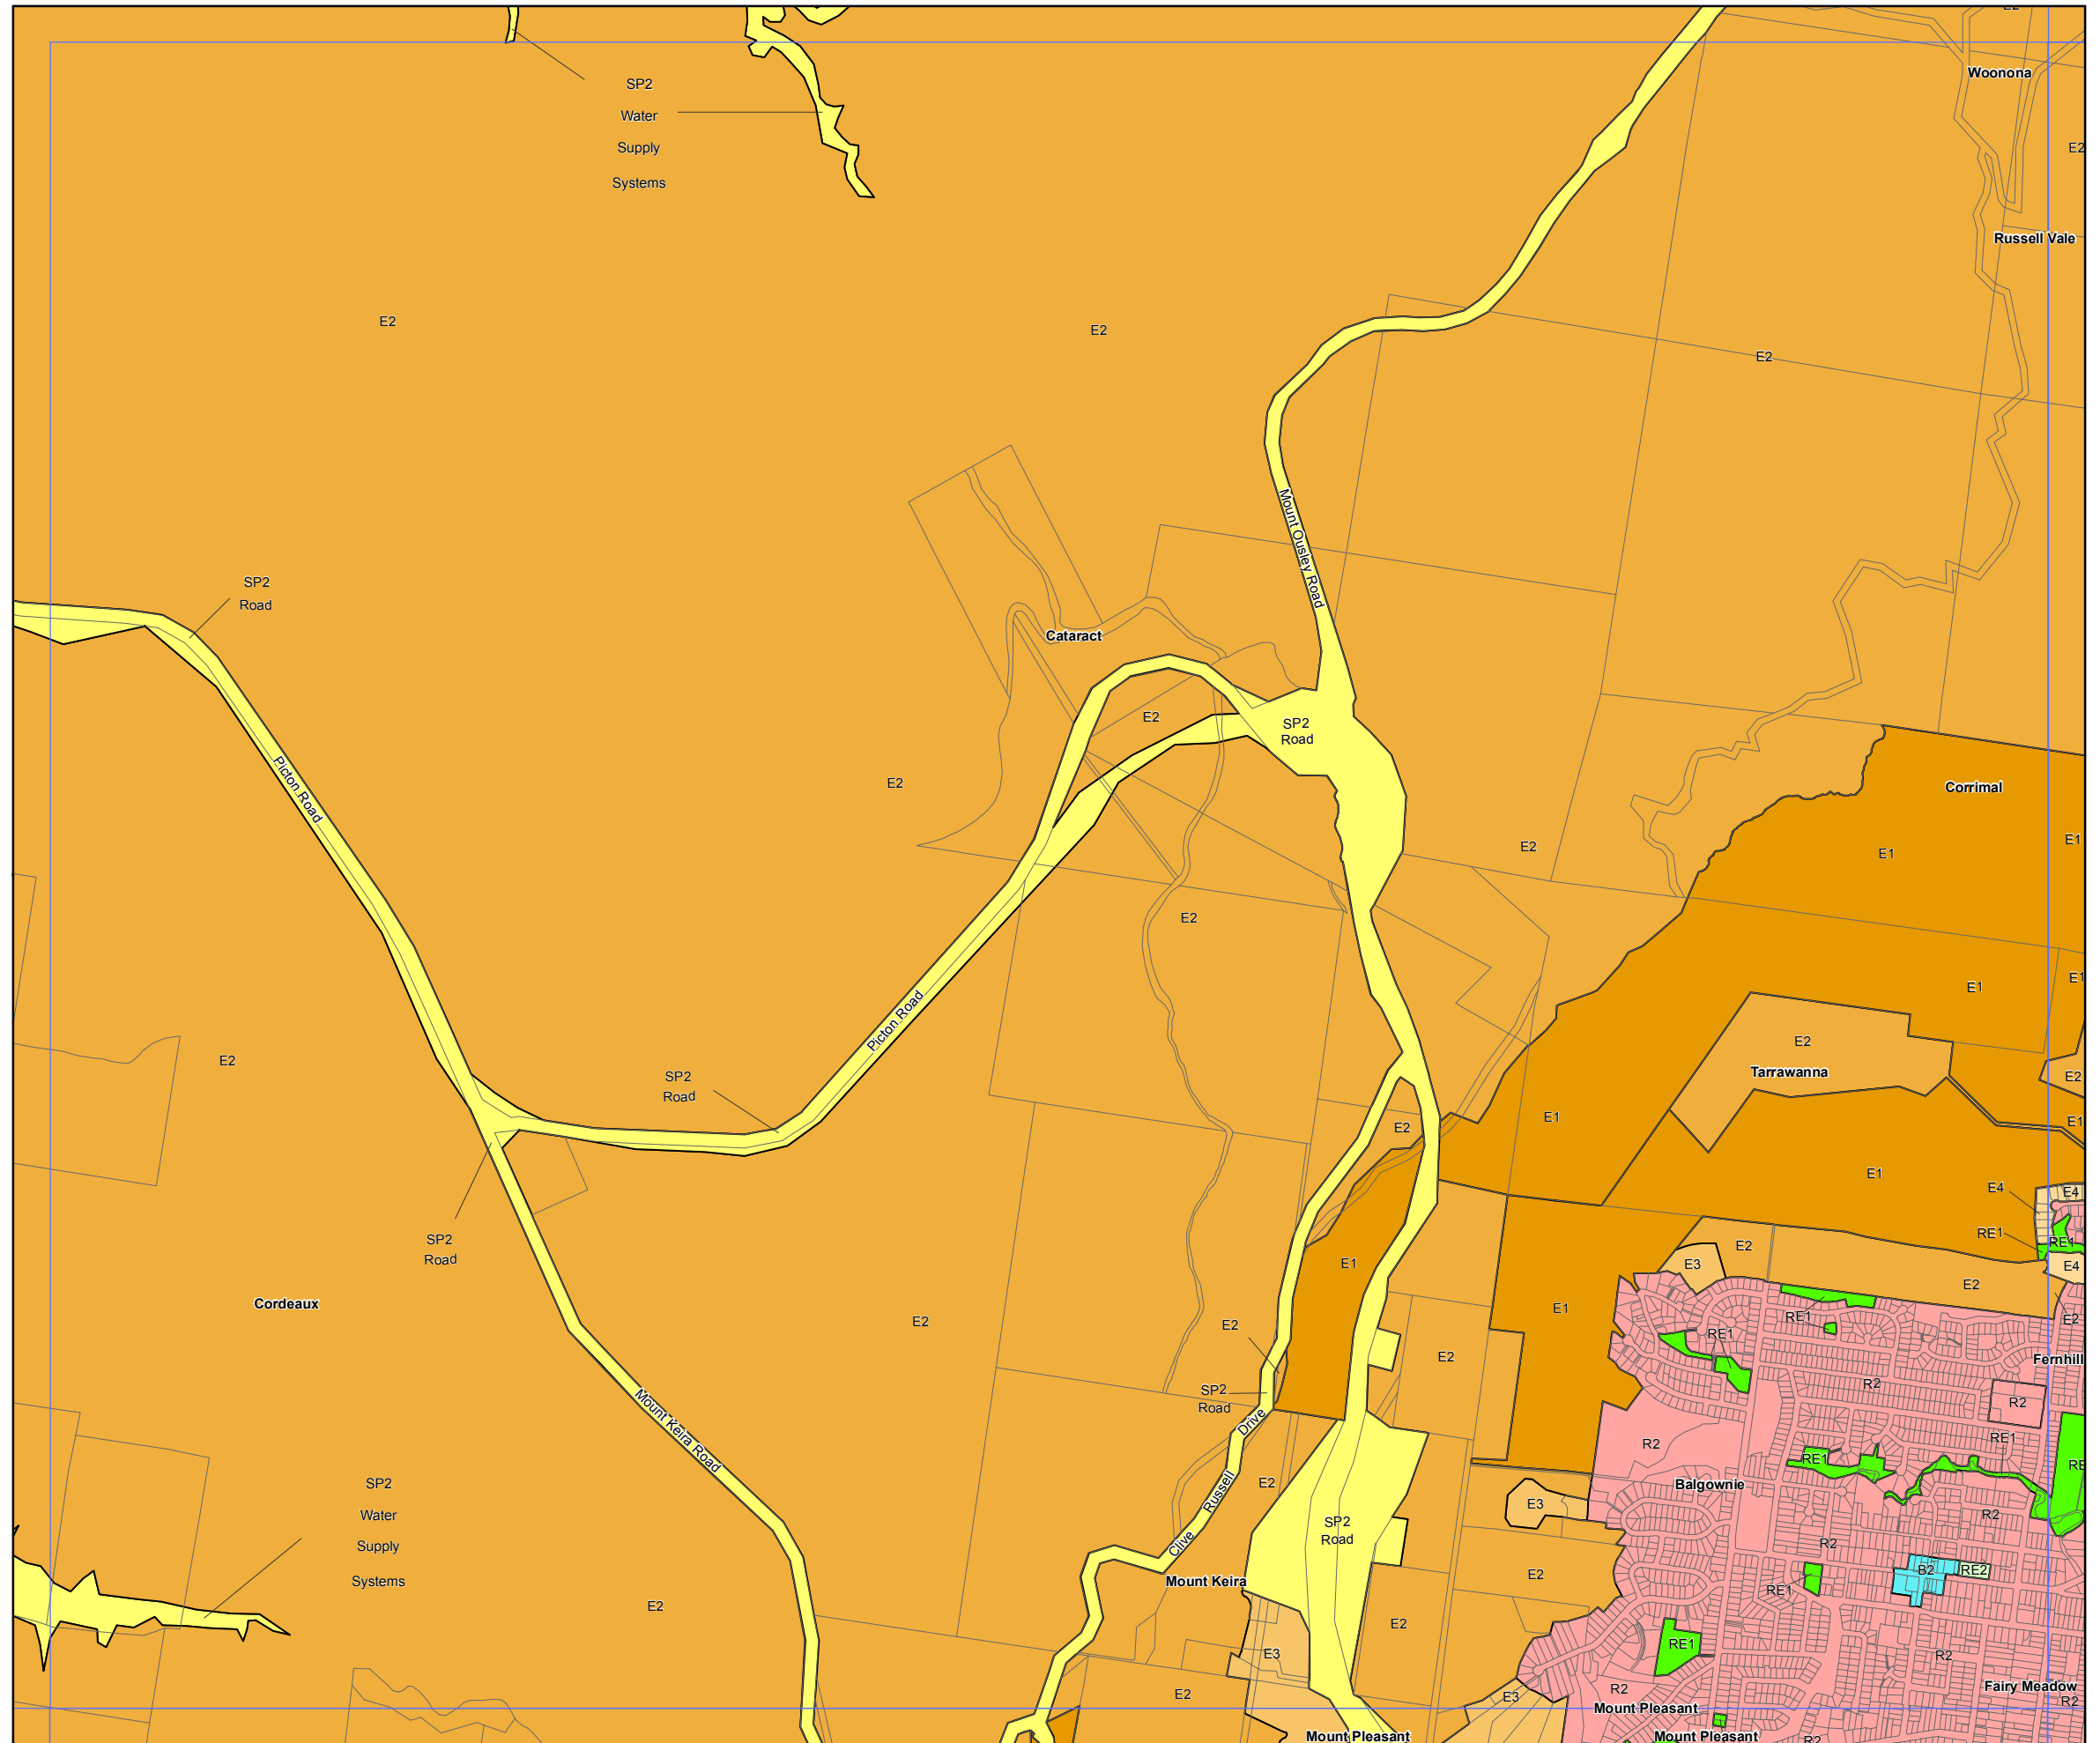 E2
Woonona
SP2
Water
Supply
Systems
E2
Russell Vale
E2
E2
E2
Mount Ousley Road
SP2
Road
Cataract
E2
SP2
Road
Picton Road
E2
Corrimal
E1
E2
E1
E2
E1
E1
Picton Road
E2
E2
Tarrawanna
E2
SP2
Road
E1
E1
E2
E1
E4
E4
SP2
Road
RE1
RE1
E2
E3
E1
E4
E2
Cordeaux
E1
RE1
E2
E2
E2
RE1
E2
Fernhill
R2
SP2
Road
R2
Drive
Mount Keira Road
RE1
R2
RE1
RE
SP2
Water
Supply
Systems
E2
Balgownie
Russell
E3
R2
SP2
Road
Clive
R2
B2
RE2
E2
Mount Keira
RE1
E2
E2
RE1
E3
R2
Fairy Meadow
R2
E2
E3
R2
Mount Pleasant
Mount Pleasant
Mount Pleasant
R2